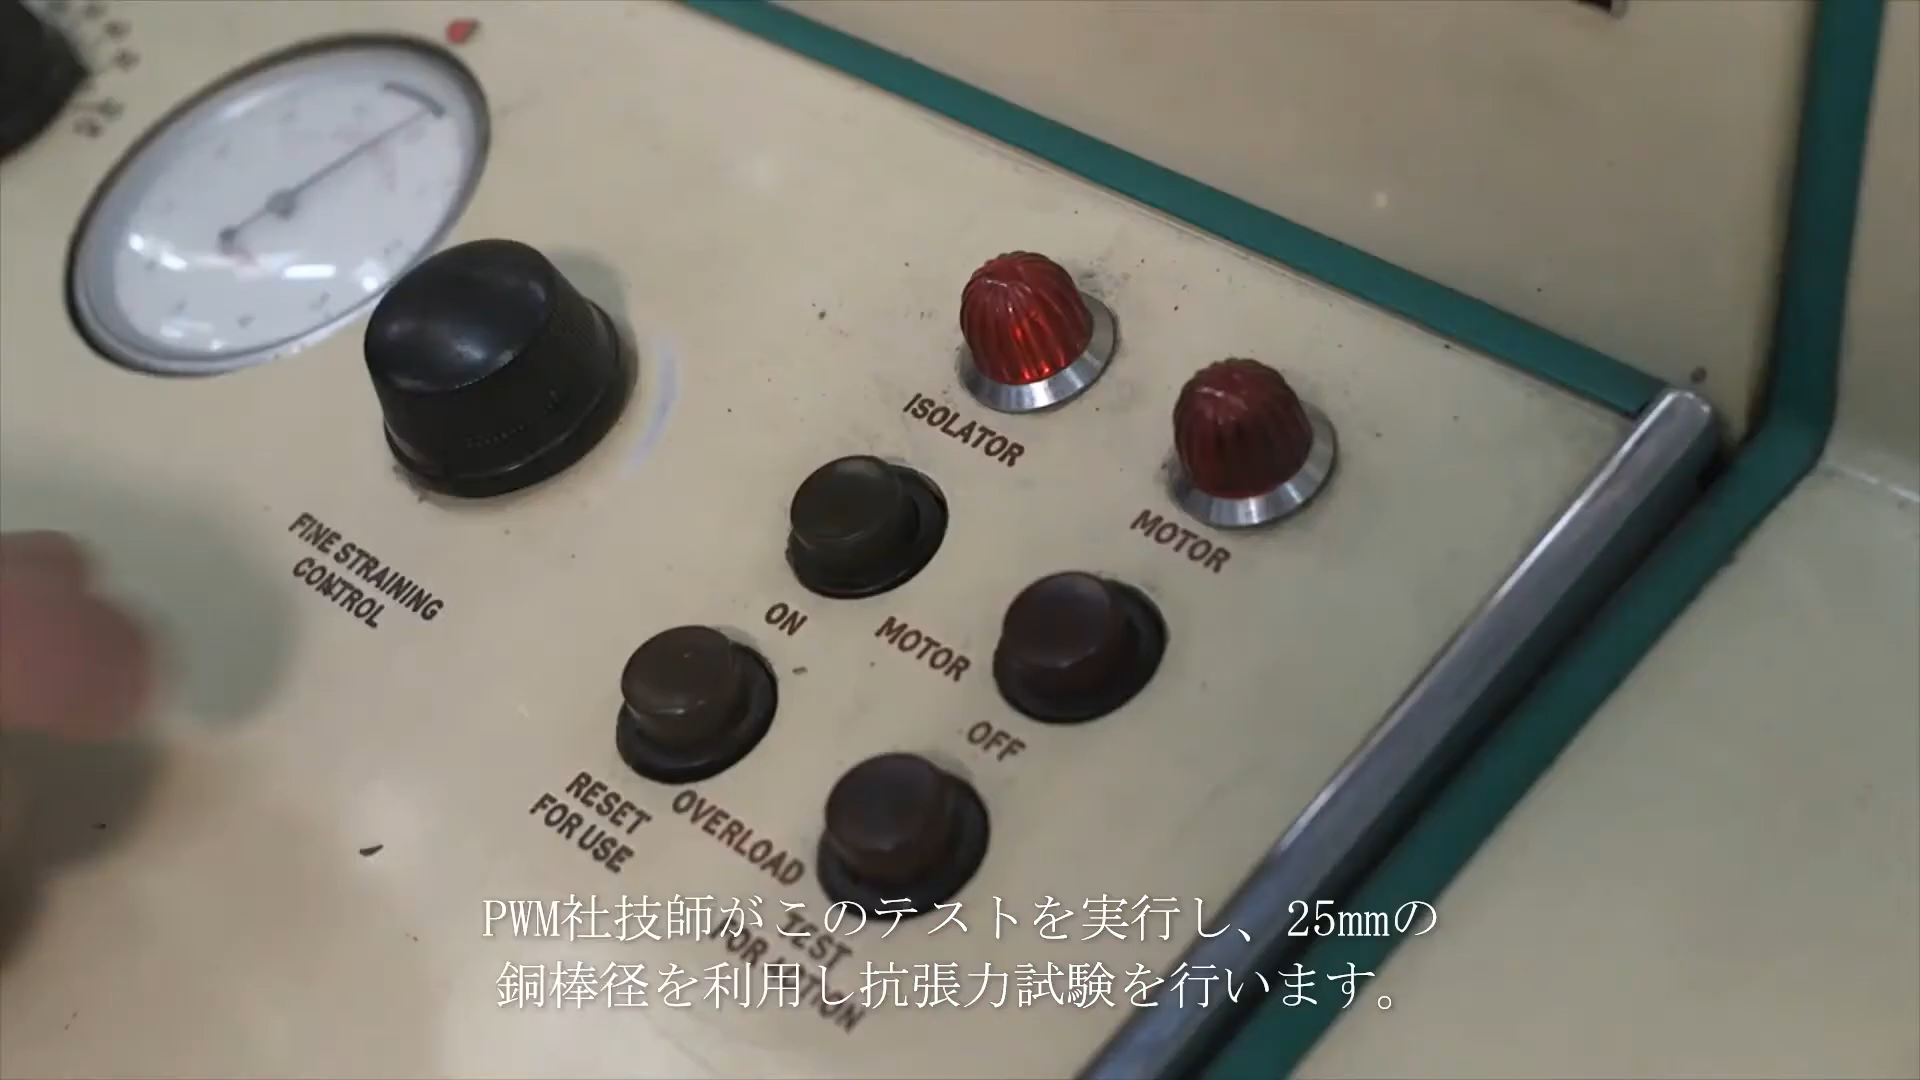 ISOLATOR
MOTOR
FINE STRAINING
CONTROL
ON
MOTOR
OFF
RESET
FOR USE
OVERLOAD
TEST
PWM社技師がこのテストを実行し、25mmの
銅棒径を利用し抗張力試験を行います。